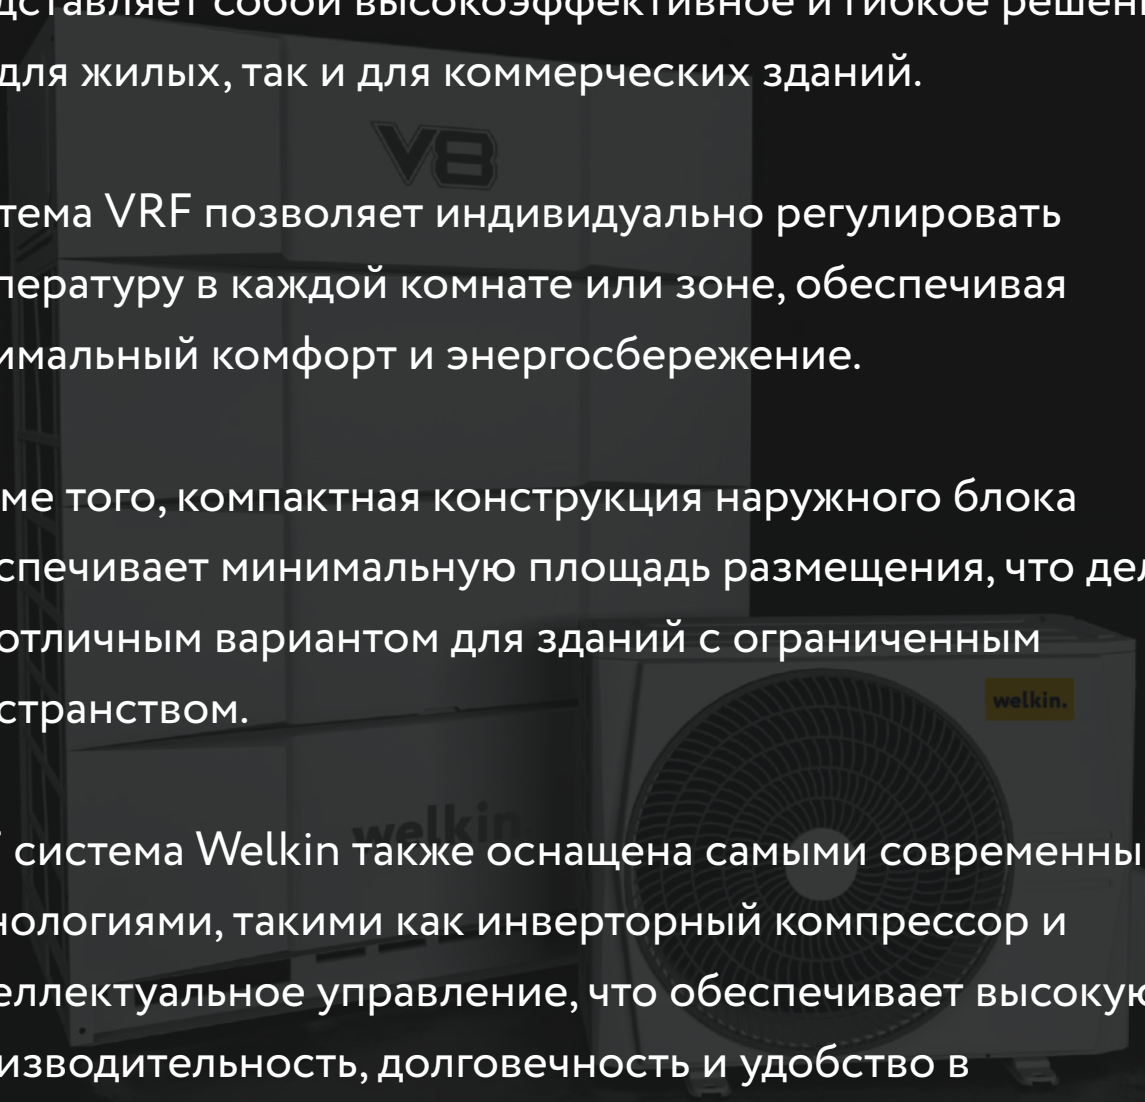 дставляет собой высокоэффективное и гибкое решени
для жилых, так и для коммерческих зданий.
V8
тема VRF позволяет индивидуально регулировать
пературу в каждой комнате или зоне, обеспечивая
имальный комфорт и энергосбережение.
ме того, компактная конструкция наружного блока
спечивает минимальную площадь размещения, что дел
отличным вариантом для зданий с ограниченным
странством.
welkin.
welkin.
система Welkin также оснащена самыми современны
нологиями, такими как инверторный компрессор и
еллектуальное управление, что обеспечивает высокую
изводительность, долговечность и удобство в